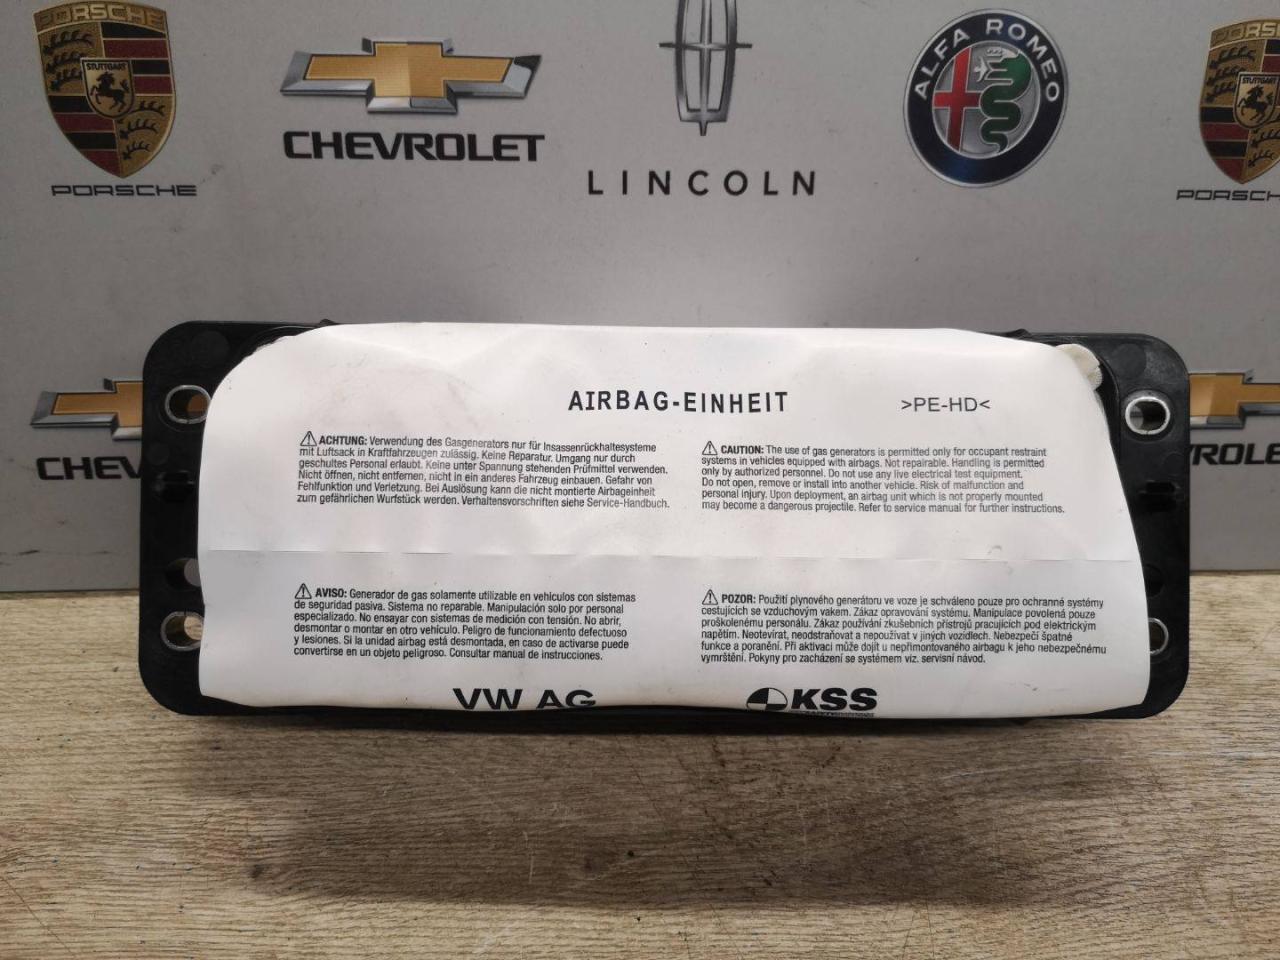 PORSCHE
STUTTGART
PORSCHE
CHEVROLET
LINCOLN
ALFA ROMEO
PORSCH
STUTTGART
PORSCH
AIRBAG-EINHEIT
>PE-HD<
⚠ ACHTUNG: Verwendung des Gasgenerators nur für Insassenrückhaltesysteme
mit Luftsack in Kraftfahrzeugen zulässig. Keine Reparatur. Umgang nur durch
geschultes Personal erlaubt. Keine unter Spannung stehenden Prüfmittel verwenden.
Nicht öffnen, nicht entfernen, nicht in ein anderes Fahrzeug einbauen. Gefahr von
Fehlfunktion und Verletzung. Bei Auslösung kann die nicht montierte Airbageinheit
zum gefährlichen Wurfstück werden. Verhaltensvorschriften siehe Service-Handbuch.
⚠ CAUTION: The use of gas generators is permitted only for occupant restraint
systems in vehicles equipped with airbags. Not repairable. Handling is permitted
only by authorized personnel. Do not use any live electrical test equipment.
Do not open, remove or install into another vehicle. Risk of malfunction and
personal injury. Upon deployment, an airbag unit which is not properly mounted
may become a dangerous projectile. Refer to service manual for further instructions.
CHE
ROLE
⚠ AVISO: Generador de gas solamente utilizable en vehículos con sistemas
de seguridad pasiva. Sistema no reparable. Manipulación solo por personal
especializado. No ensayar con sistemas de medición con tensión. No abrir,
desmontar o montar en otro vehículo. Peligro de funcionamiento defectuoso
y lesiones. Si la unidad airbag está desmontada, en caso de activarse puede
convertirse en un objeto peligroso. Consultar manual de instrucciones.
⚠ POZOR: Použití plynového generátoru ve voze je schváleno pouze pro ochranné systémy
cestujících se vzduchovým vakem. Zákaz opravování systému. Manipulace povolená pouze
proškolenému personálu. Zákaz používání zkušebních přístrojů pracujících pod elektrickým
napětím. Neotevírat, neodstraňovat a nepoužívat v jiných vozidlech. Nebezpečí špatné
funkce a poranění. Při aktivaci může dojít u nepřimontovaného airbagu k jeho nebezpečnému
vymrštění. Pokyny pro zacházení se systémem viz. servisní návod.
VW AG
KSS